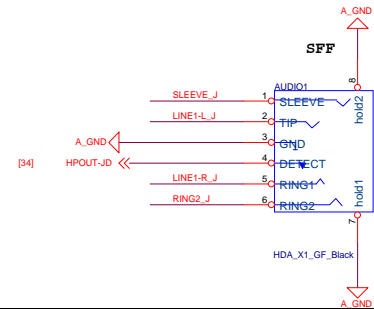 A_GND
SFF
8
AUDIO1
hold2
SLEEVE_J 1 SLEEVE
LINE1-L_J 2 TIP
A_GND 3 GND
[34] HPOUT-JD 4 DETECT
LINE1-R_J 5 RING1
RING2_J 6 RING2
hold1
7
HDA_X1_GF_Black
A_GND